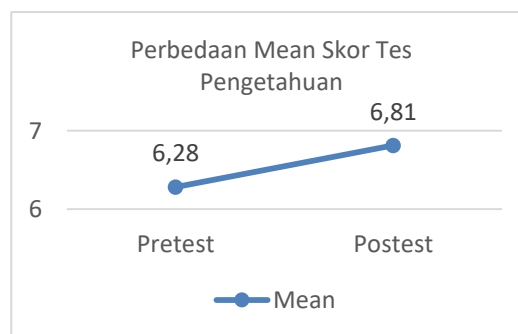 Perbedaan Mean Skor Tes
Pengetahuan
6,81
7
6,28
6
Pretest
Postest
Mean